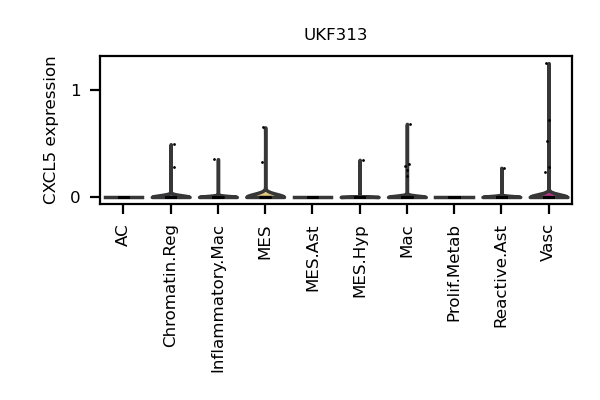 UKF313
CXCL5 expression
1
0
AC
Chromatin.Reg
Inflammatory.Mac
MES
MES.Ast
MES.Hyp
Mac
Prolif.Metab
Reactive.Ast
Vasc